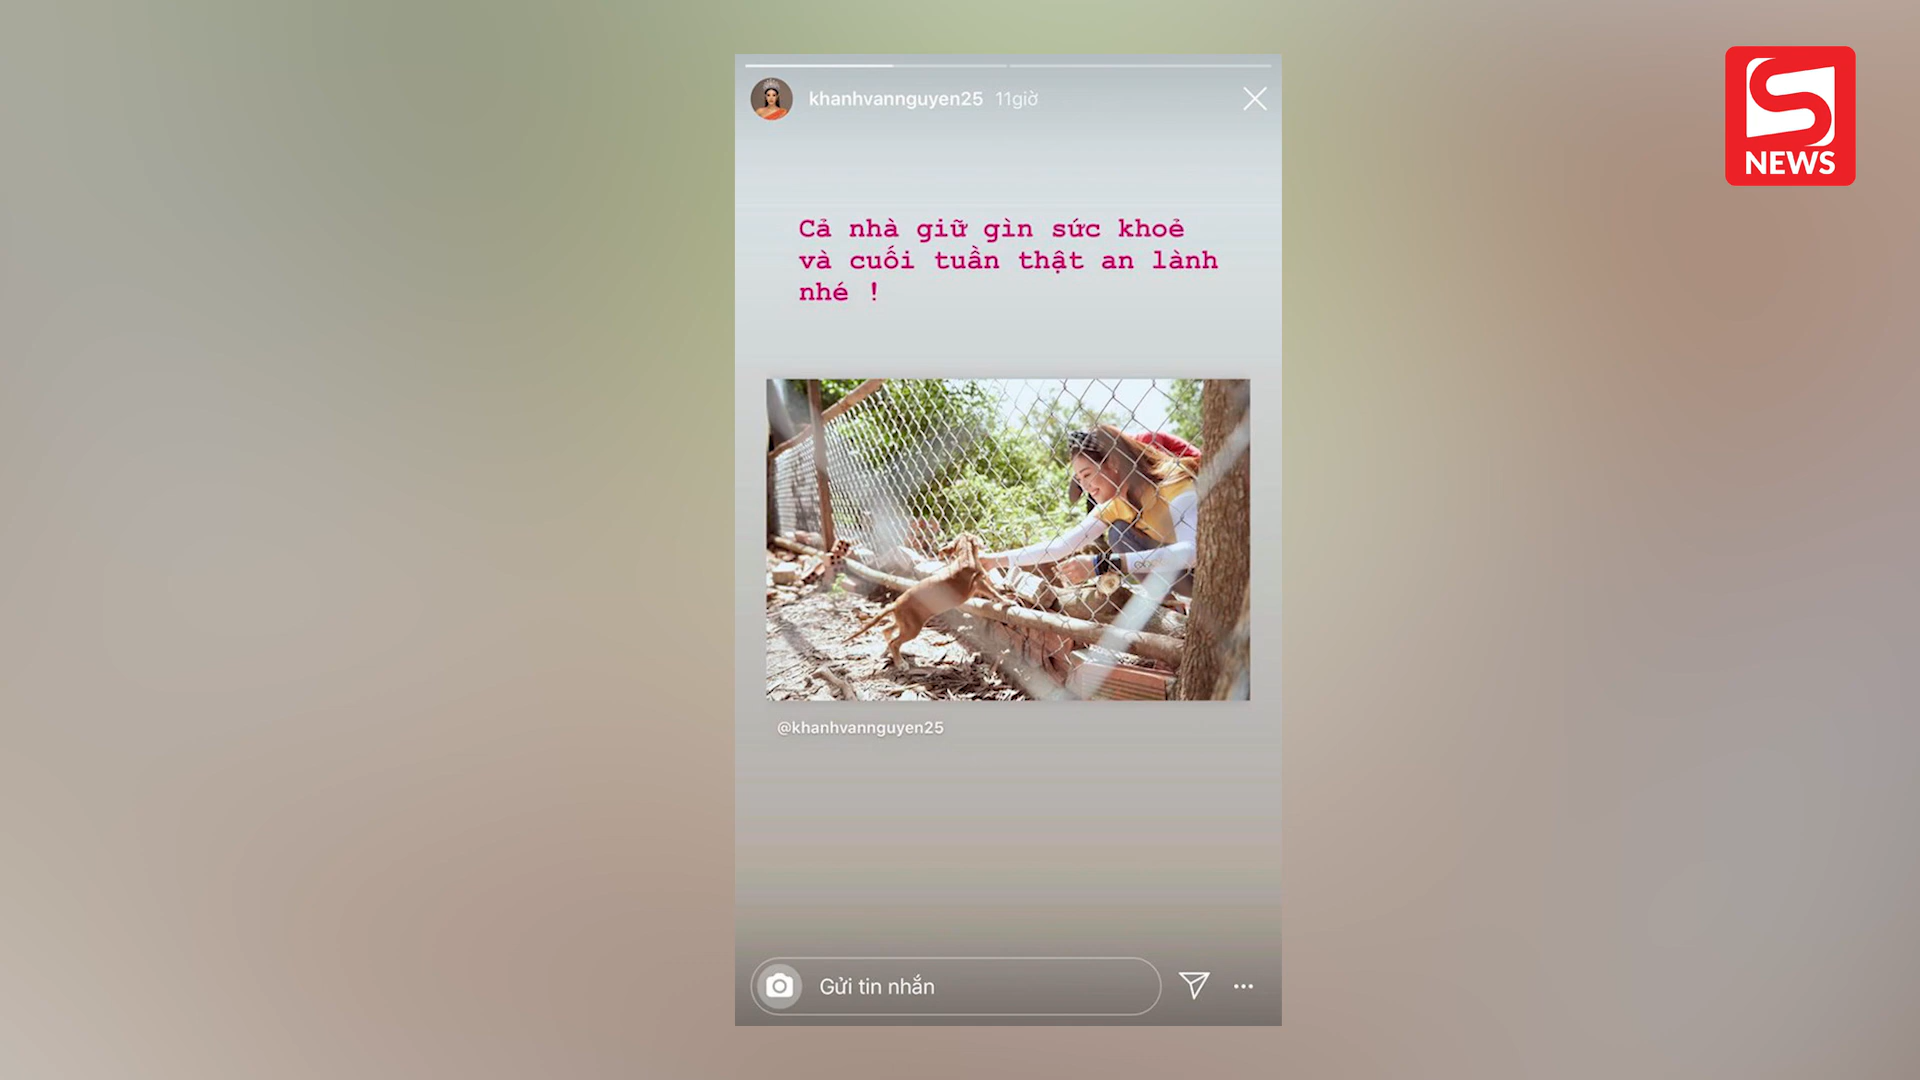 khanhvannguyen25 11giờ
NEWS
Cả nhà giữ gìn sức khoẻ
và cuối tuần thật an lành
nhé !
@khanhvannguyen25
Gửi tin nhắn